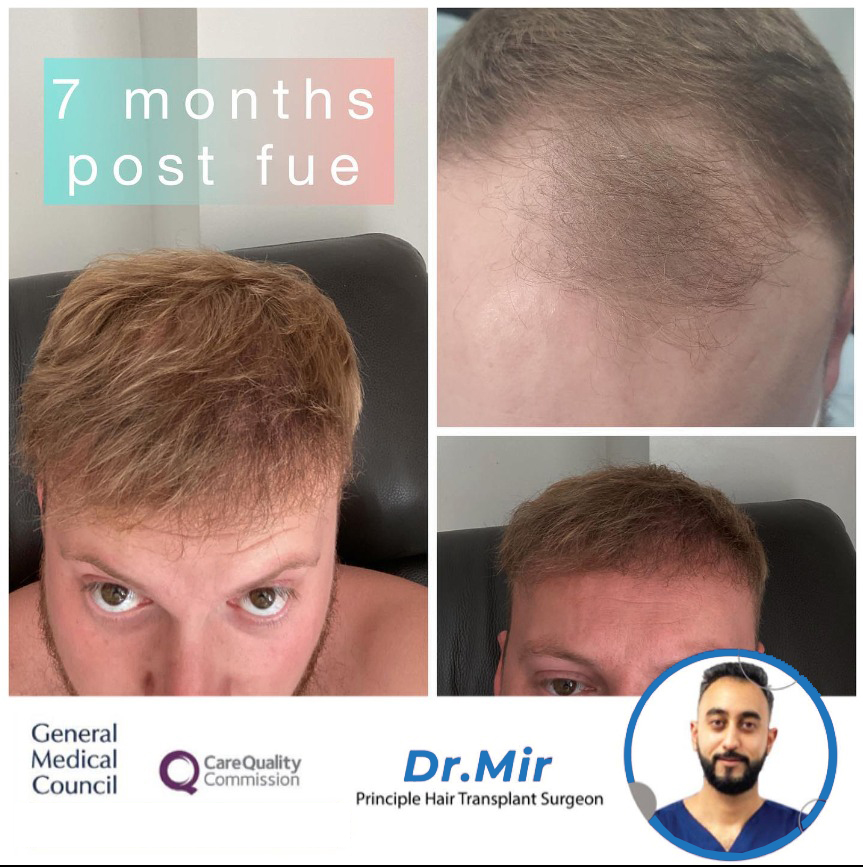 7 months
post fue
General
Medical
Council
CareQuality
Commission
Dr.Mir
Principle Hair Transplant Surgeon